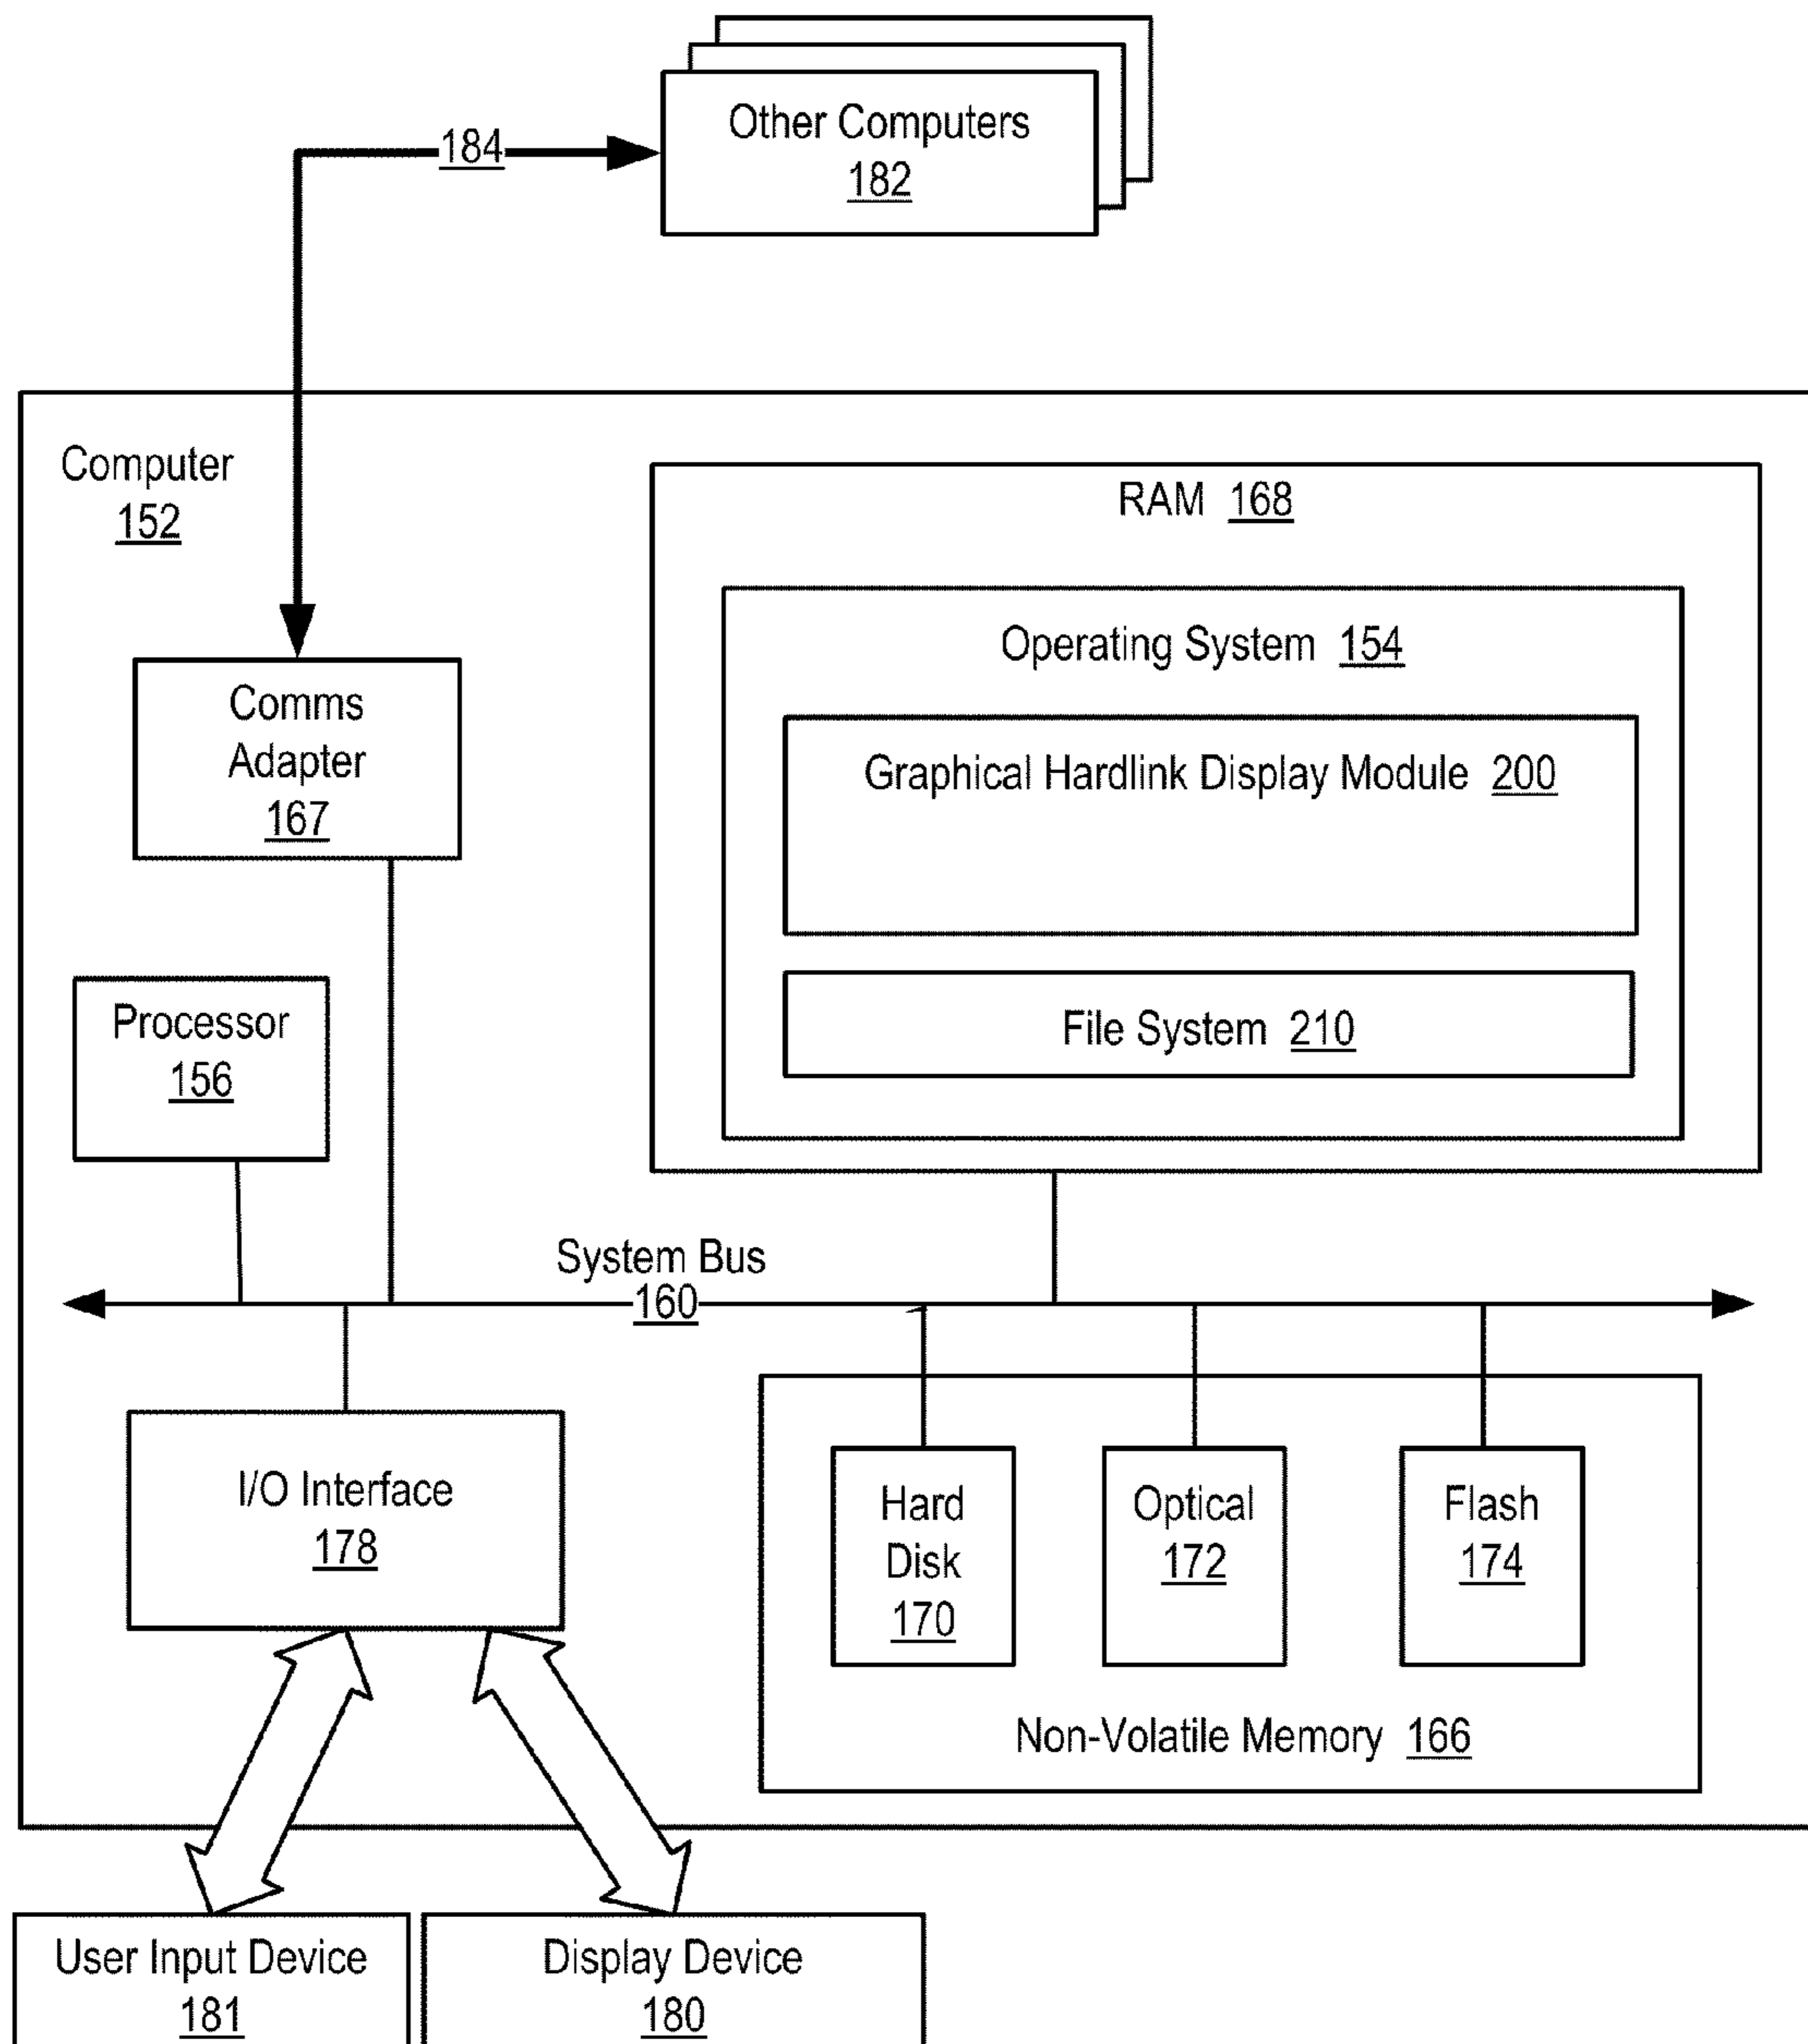 Other Computers
182
184
Computer
152
RAM 168
Operating System 154
Comms
Adapter
167
Graphical Hardlink Display Module 200
Processor
156
File System 210
System Bus
160
I/O Interface
178
Hard
Disk
170
Optical
172
Flash
174
Non-Volatile Memory 166
User Input Device
181
Display Device
180